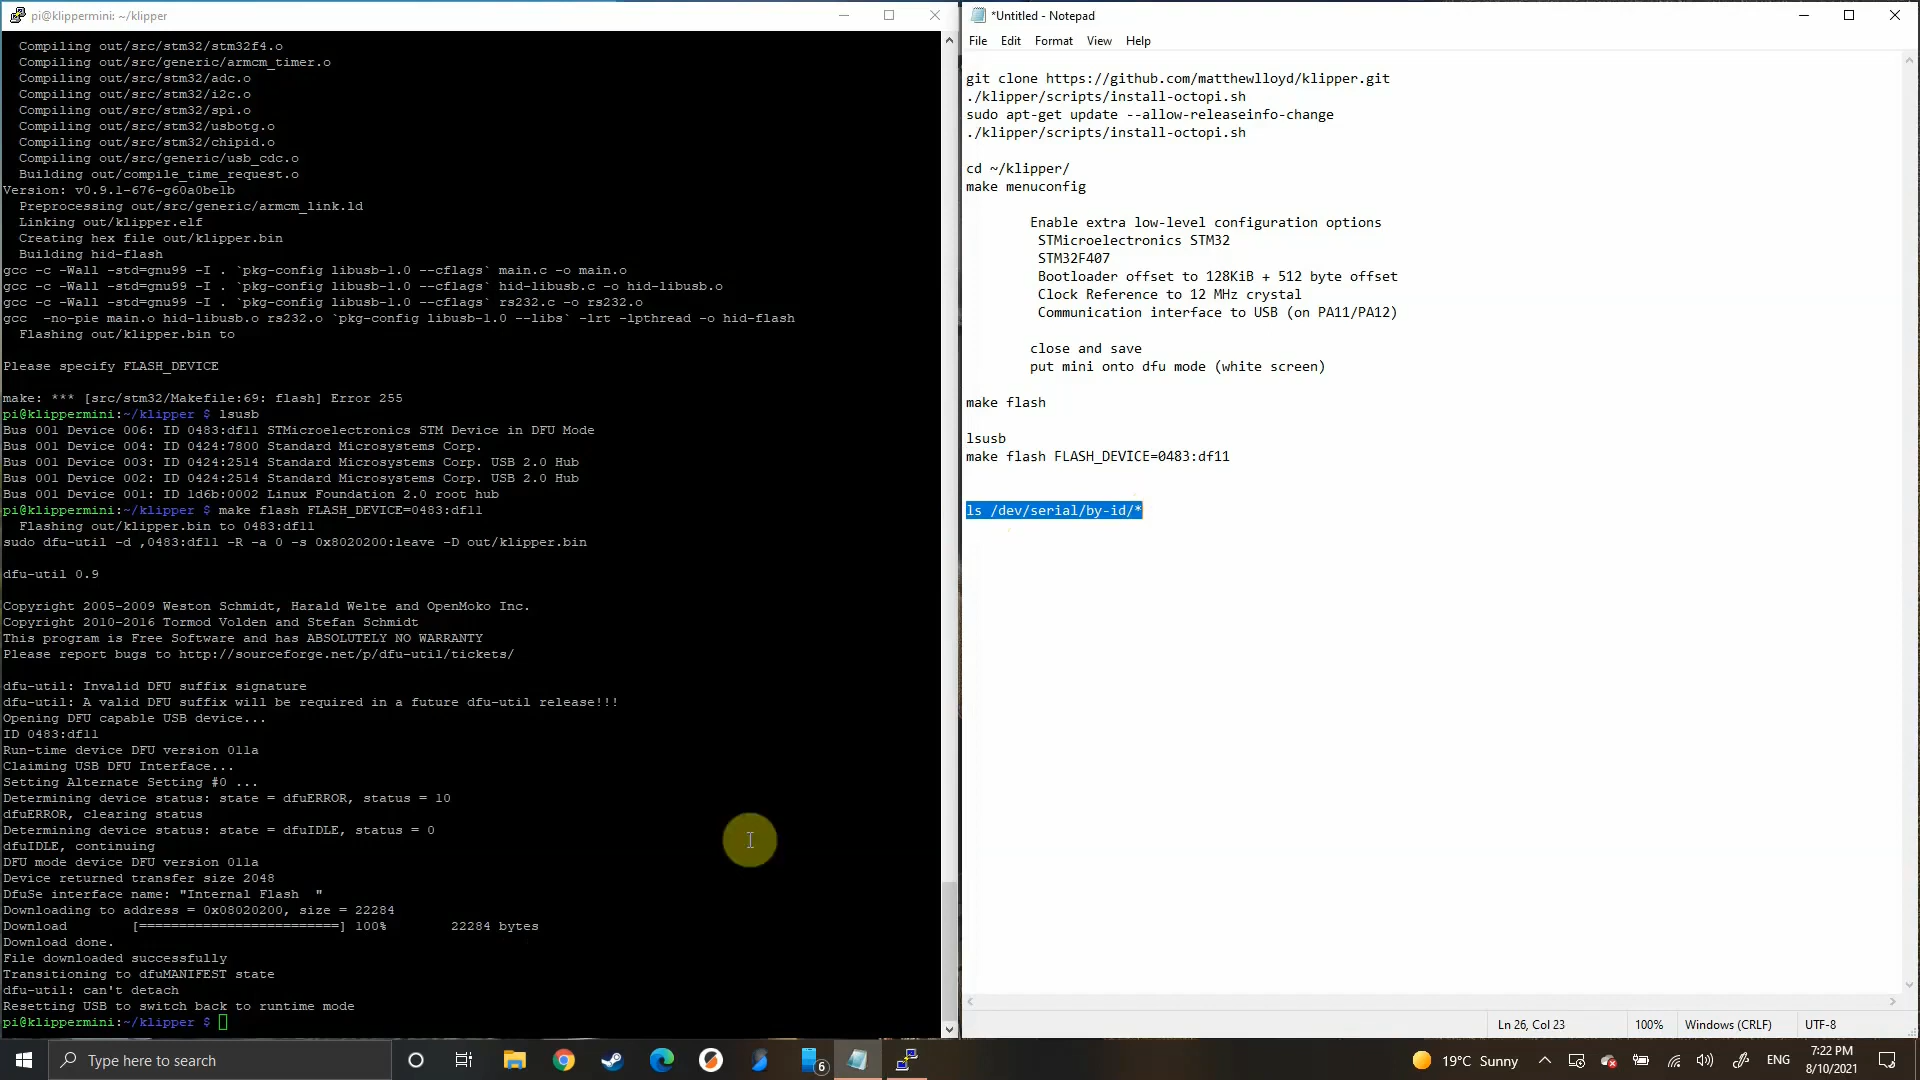 pi@klippermini: ~/klipper
Compiling out/src/stm32/stm32f4.o
Compiling out/src/generic/armcm_timer.o
Compiling out/src/stm32/adc.o
Compiling out/src/stm32/i2c.o
Compiling out/src/stm32/spi.o
Compiling out/src/stm32/usbotg.o
Compiling out/src/stm32/chipid.o
Compiling out/src/generic/usb_cdc.o
Building out/compile_time_request.o
Version: v0.9.1-676-g60a0be1b
Preprocessing out/src/generic/armcm_link.ld
Linking out/klipper.elf
Creating hex file out/klipper.bin
Building hid-flash
gcc -c -Wall -std=gnu99 -I . `pkg-config libusb-1.0 --cflags` main.c -o main.o
gcc -c -Wall -std=gnu99 -I . `pkg-config libusb-1.0 --cflags` hid-libusb.c -o hid-libusb.o
gcc -c -Wall -std=gnu99 -I . `pkg-config libusb-1.0 --cflags` rs232.c -o rs232.o
gcc  -no-pie main.o hid-libusb.o rs232.o `pkg-config libusb-1.0 --libs` -lrt -lpthread -o hid-flash
Flashing out/klipper.bin to
Please specify FLASH_DEVICE
make: *** [src/stm32/Makefile:69: flash] Error 255
pi@klippermini:~/klipper $ lsusb
Bus 001 Device 006: ID 0483:df11 STMicroelectronics STM Device in DFU Mode
Bus 001 Device 004: ID 0424:7800 Standard Microsystems Corp.
Bus 001 Device 003: ID 0424:2514 Standard Microsystems Corp. USB 2.0 Hub
Bus 001 Device 002: ID 0424:2514 Standard Microsystems Corp. USB 2.0 Hub
Bus 001 Device 001: ID 1d6b:0002 Linux Foundation 2.0 root hub
pi@klippermini:~/klipper $ make flash FLASH_DEVICE=0483:df11
Flashing out/klipper.bin to 0483:df11
sudo dfu-util -d ,0483:df11 -R -a 0 -s 0x8020200:leave -D out/klipper.bin
dfu-util 0.9
Copyright 2005-2009 Weston Schmidt, Harald Welte and OpenMoko Inc.
Copyright 2010-2016 Tormod Volden and Stefan Schmidt
This program is Free Software and has ABSOLUTELY NO WARRANTY
Please report bugs to http://sourceforge.net/p/dfu-util/tickets/
dfu-util: Invalid DFU suffix signature
dfu-util: A valid DFU suffix will be required in a future dfu-util release!!!
Opening DFU capable USB device...
ID 0483:df11
Run-time device DFU version 011a
Claiming USB DFU Interface...
Setting Alternate Setting #0 ...
Determining device status: state = dfuERROR, status = 10
dfuERROR, clearing status
Determining device status: state = dfuIDLE, status = 0
dfuIDLE, continuing
DFU mode device DFU version 011a
Device returned transfer size 2048
DfuSe interface name: "Internal Flash  "
Downloading to address = 0x08020200, size = 22284
Download [=========================] 100% 22284 bytes
Download done.
File downloaded successfully
Transitioning to dfuMANIFEST state
dfu-util: can't detach
Resetting USB to switch back to runtime mode
pi@klippermini:~/klipper $
*Untitled - Notepad
File Edit Format View Help
git clone https://github.com/matthewlloyd/klipper.git
./klipper/scripts/install-octopi.sh
sudo apt-get update --allow-releaseinfo-change
./klipper/scripts/install-octopi.sh
cd ~/klipper/
make menuconfig
Enable extra low-level configuration options
STMicroelectronics STM32
STM32F407
Bootloader offset to 128KiB + 512 byte offset
Clock Reference to 12 MHz crystal
Communication interface to USB (on PA11/PA12)
close and save
put mini onto dfu mode (white screen)
make flash
lsusb
make flash FLASH_DEVICE=0483:df11
ls /dev/serial/by-id/*
Ln 26, Col 23 100% Windows (CRLF) UTF-8
Type here to search
6
19°C Sunny
ENG
7:22 PM
8/10/2021